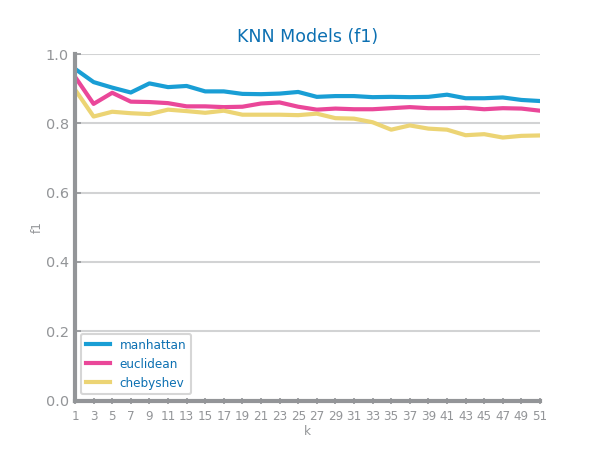 KNN Models (f1)
1.0
0.8
0.6
0.4
0.2
0.0
f1
manhattan
euclidean
chebyshev
1 3 5 7 9 11 13 15 17 19 21 23 25 27 29 31 33 35 37 39 41 43 45 47 49 51
k